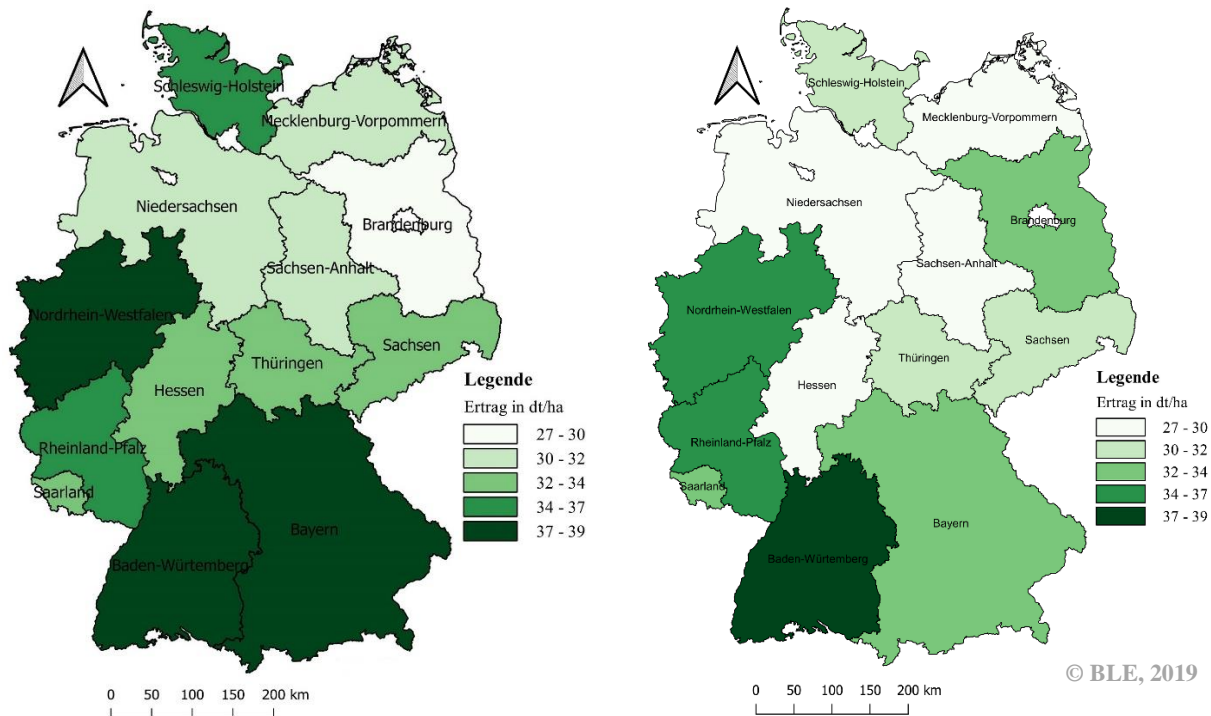 Schleswig-Holstein
Mecklenburg-Vorpommern
Niedersachsen
Brandenburg
Sachsen-Anhalt
Nordrhein-Westfalen
Sachsen
Thüringen
Hessen
Rheinland-Pfalz
Saarland
Bayern
Baden-Würtemberg
Legende
Ertrag in dt/ha
27 - 30
30 - 32
32 - 34
34 - 37
37 - 39
0 50 100 150 200 km
Schleswig-Holstein
Mecklenburg-Vorpommern
Niedersachsen
Brandenburg
Sachsen-Anhalt
Nordrhein-Westfalen
Sachsen
Thüringen
Hessen
Rheinland-Pfalz
Saarland
Bayern
Baden-Würtemberg
Legende
Ertrag in dt/ha
27 - 30
30 - 32
32 - 34
34 - 37
37 - 39
© BLE, 2019
0 50 100 150 200 km